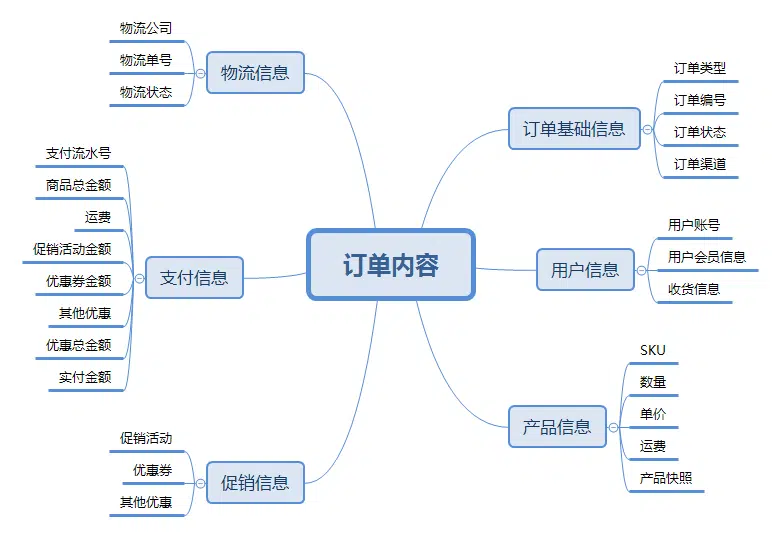 订单内容
订单基础信息
订单类型
订单编号
订单状态
订单渠道
用户信息
用户账号
用户会员信息
收货信息
产品信息
SKU
数量
单价
运费
产品快照
物流信息
物流公司
物流单号
物流状态
支付信息
支付流水号
商品总金额
运费
促销活动金额
优惠券金额
其他优惠
优惠总金额
实付金额
促销信息
促销活动
优惠券
其他优惠